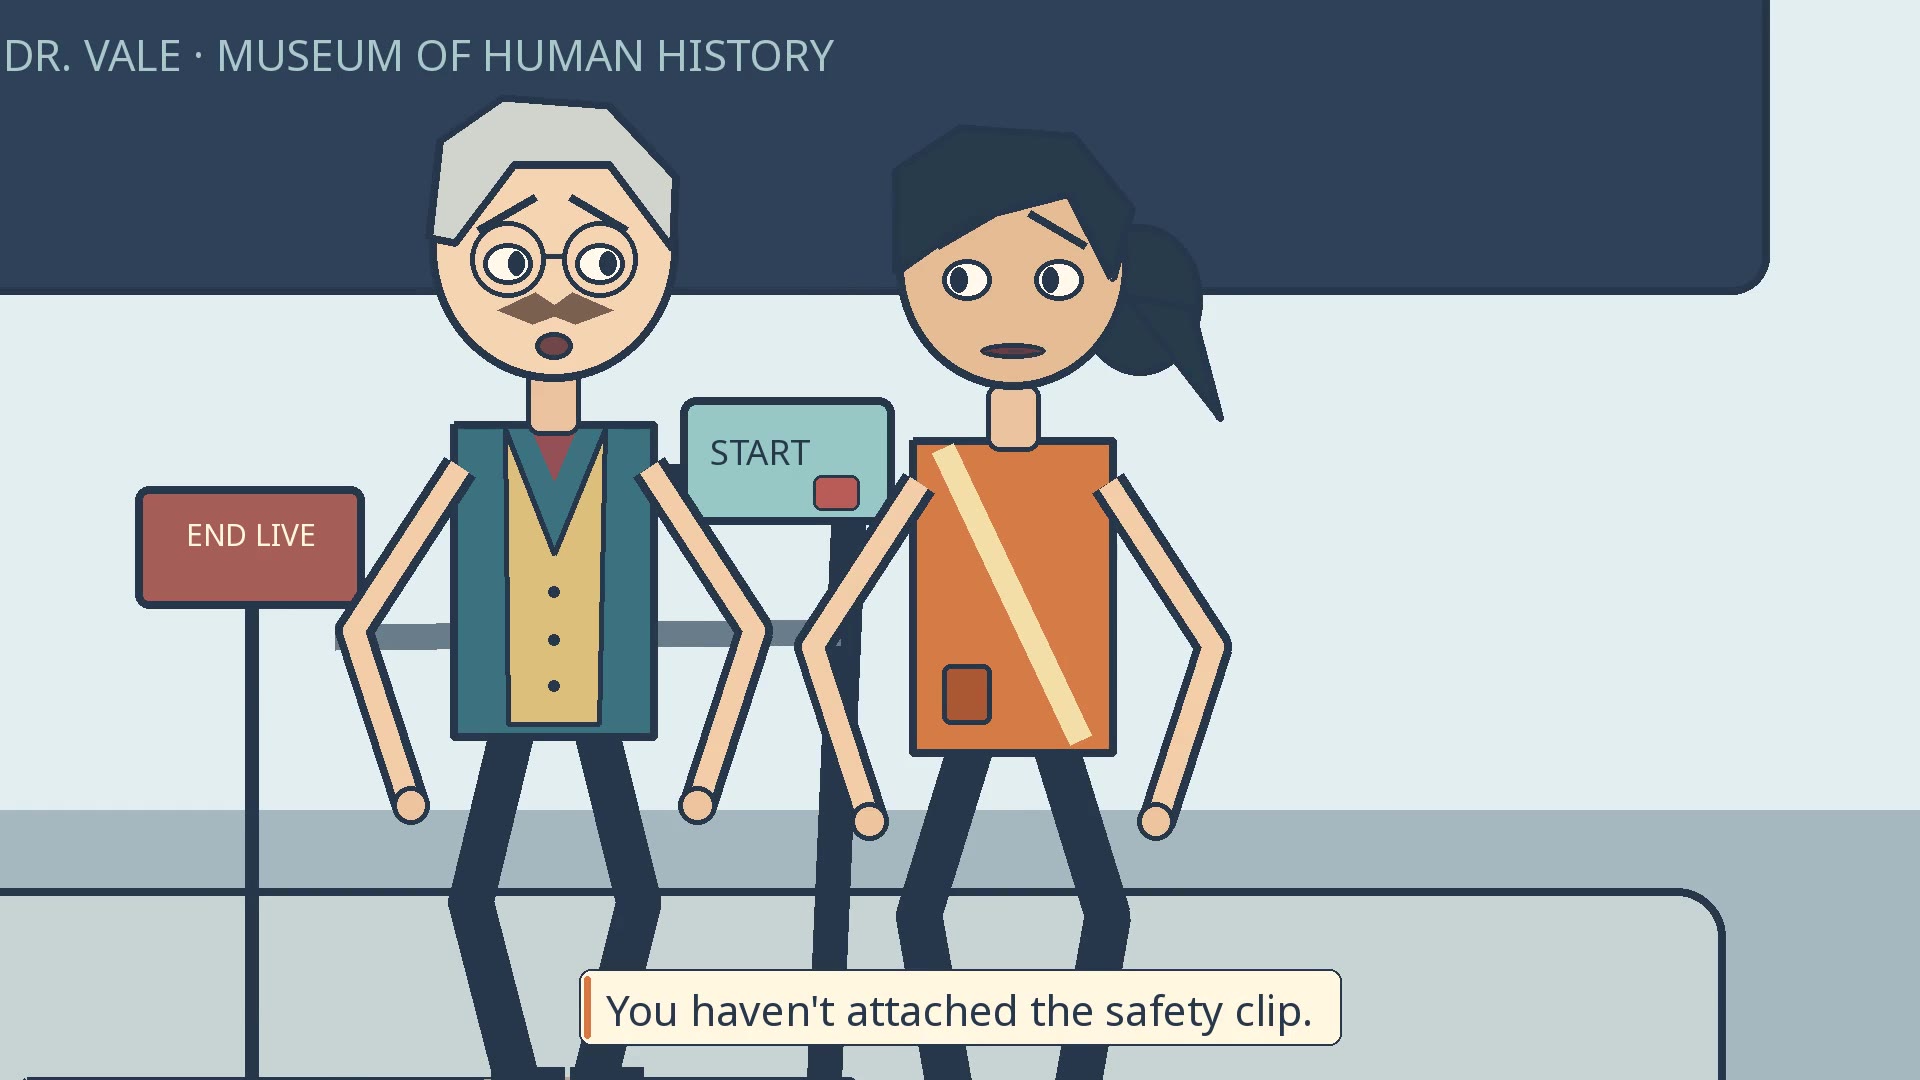 DR. VALE · MUSEUM OF HUMAN HISTORY
START
END LIVE
You haven't attached the safety clip.